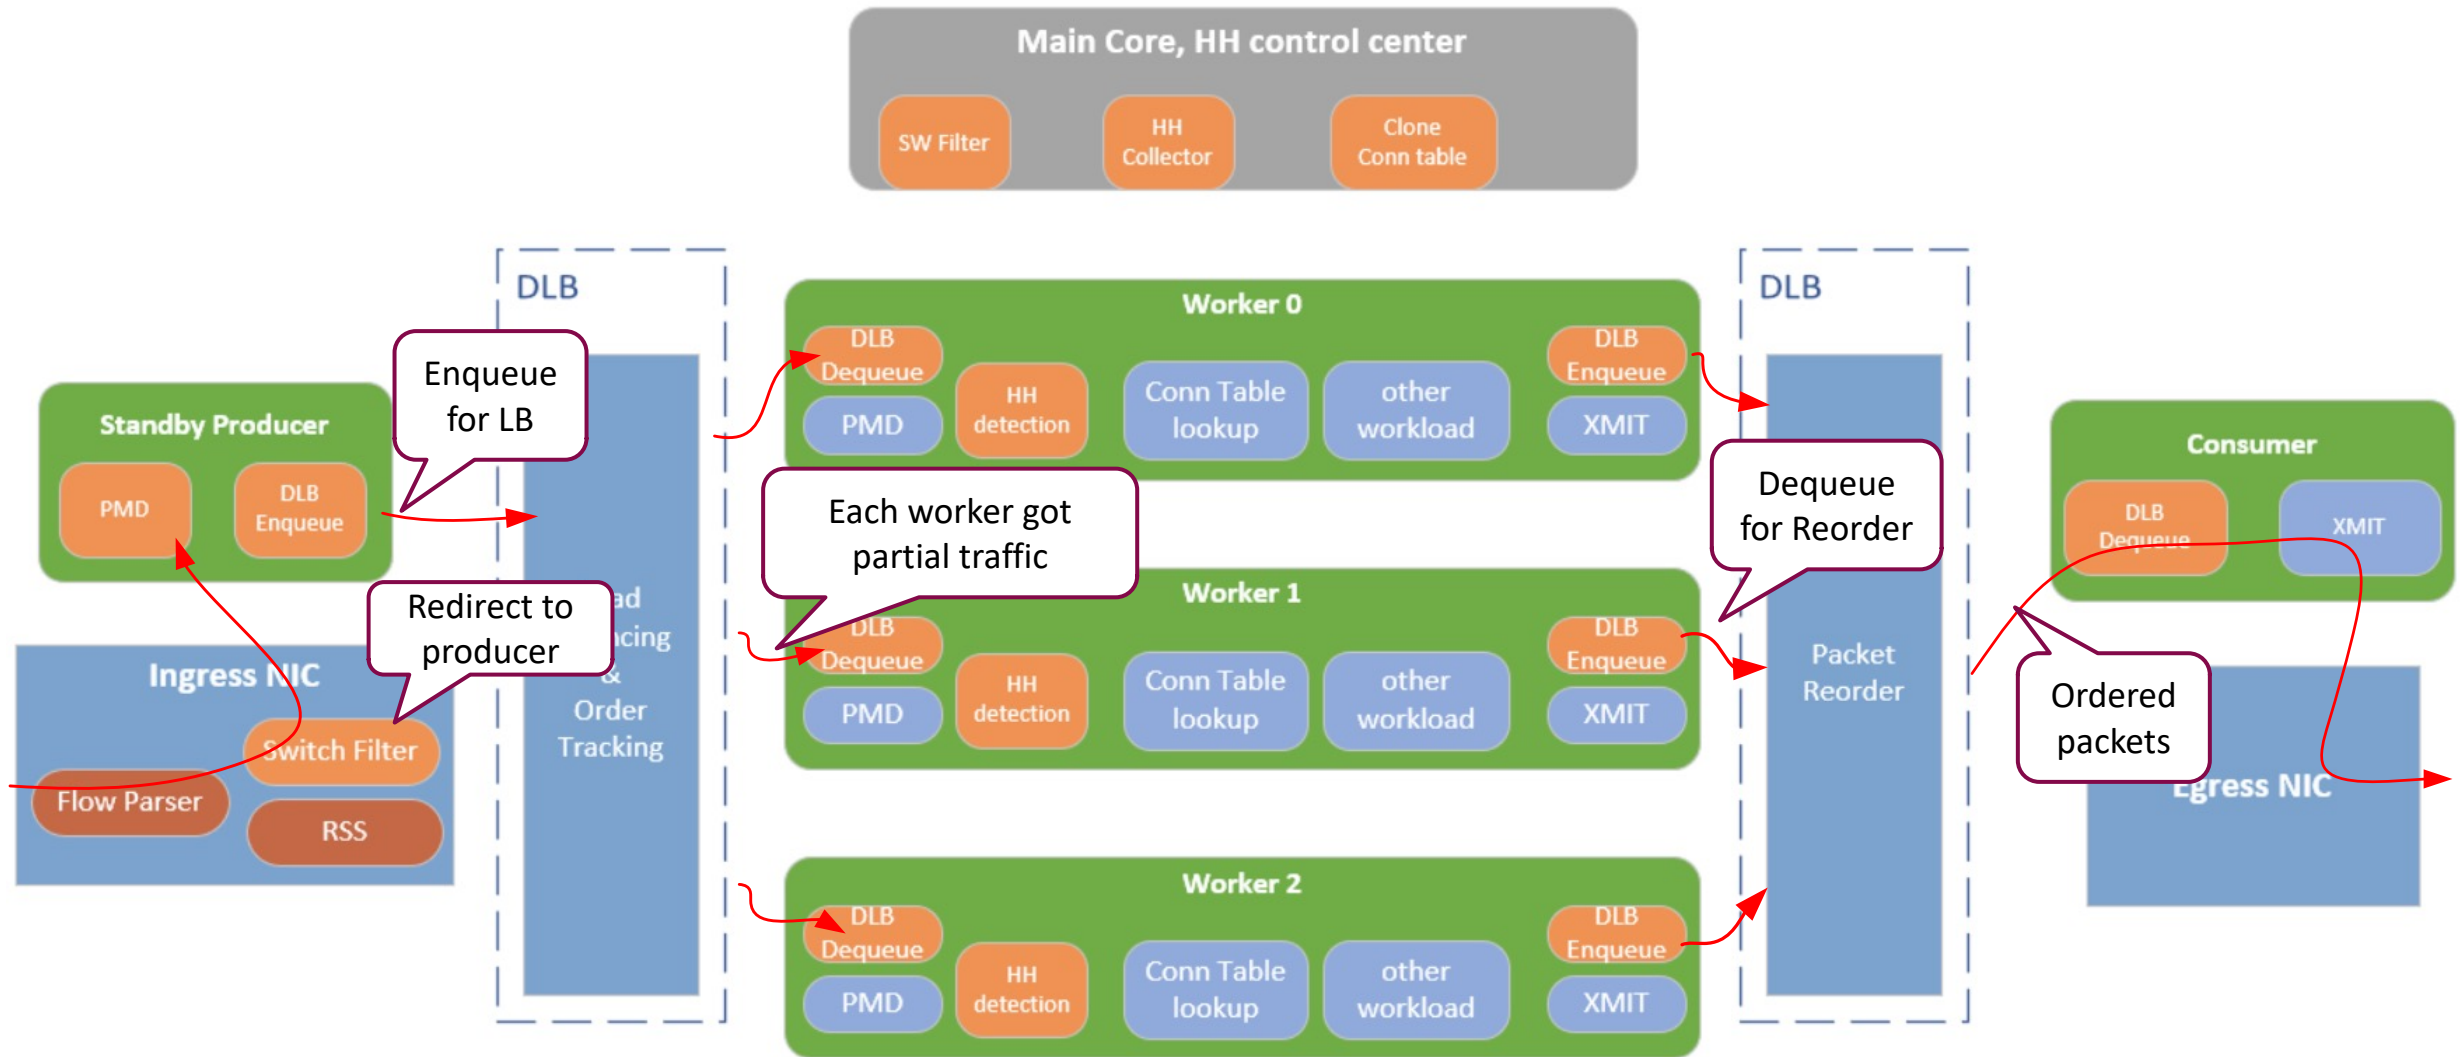 Main Core, HH control center
SW Filter
HH
Collector
Clone
Conn table
DLB
Enqueue
for LB
Standby Producer
PMD
DLB
Enqueue
Redirect to
producer
Ingress NIC
Switch Filter
Flow Parser
RSS
&
Order
Tracking
Worker 0
DLB
Dequeue
PMD
HH
detection
Conn Table
lookup
other
workload
DLB
Enqueue
XMIT
Each worker got
partial traffic
Worker 1
DLB
Dequeue
PMD
HH
detection
Conn Table
lookup
other
workload
DLB
Enqueue
XMIT
Worker 2
DLB
Dequeue
PMD
HH
detection
Conn Table
lookup
other
workload
DLB
Enqueue
XMIT
DLB
Dequeue
for Reorder
Packet
Reorder
Consumer
DLB
Dequeue
XMIT
Ordered
packets
Egress NIC